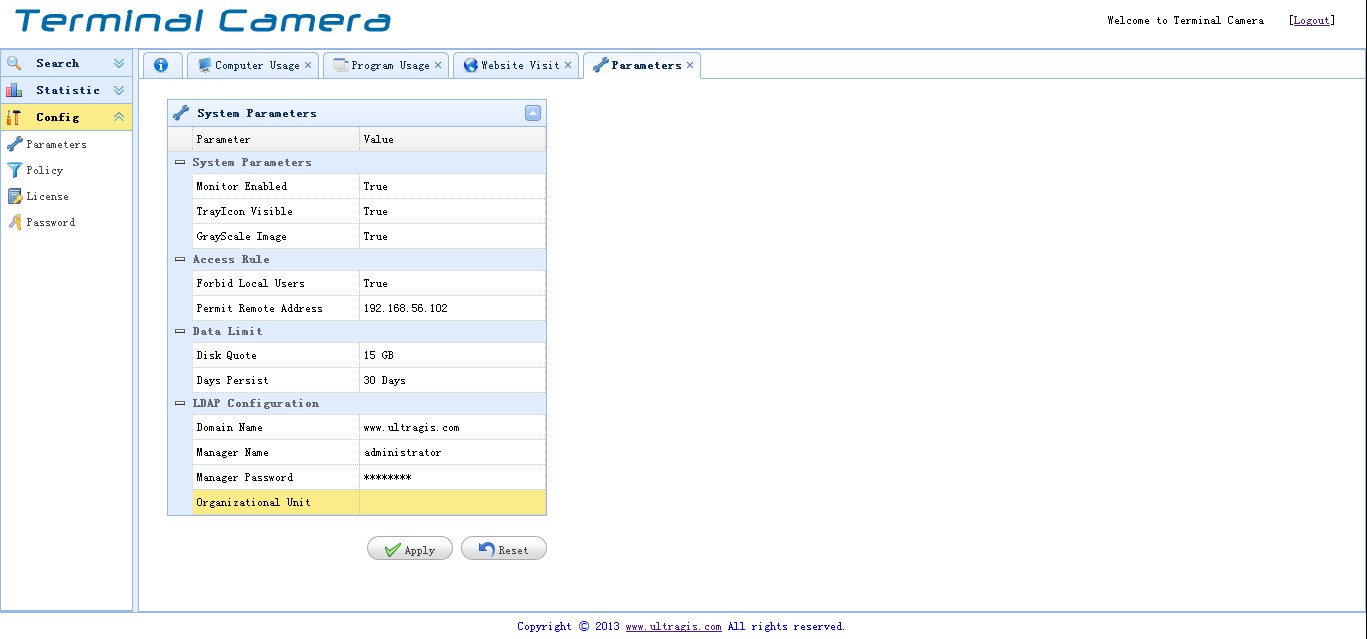 Terminal Camera
Welcome to Terminal Camera [Logout]
Search
Statistic
Config
Parameters
Policy
License
Password
Computer Usage × Program Usage × Website Visit × Parameters ×
System Parameters
Parameter Value
System Parameters
Monitor Enabled True
TrayIcon Visible True
GrayScale Image True
Access Rule
Forbid Local Users True
Permit Remote Address 192.168.56.102
Data Limit
Disk Quote 15 GB
Days Persist 30 Days
LDAP Configuration
Domain Name www.ultragis.com
Manager Name administrator
Manager Password ********
Organizational Unit
Apply Reset
Copyright © 2013 www.ultragis.com All rights reserved.